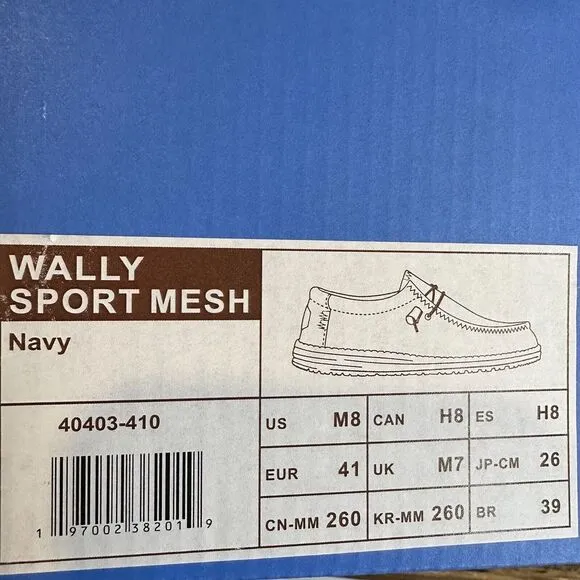 WALLY
SPORT MESH
Navy
40403-410
1 97002 38201 9
US M8 CAN H8 ES H8
EUR 41 UK M7 JP-CM 26
CN-MM 260 KR-MM 260 BR 39